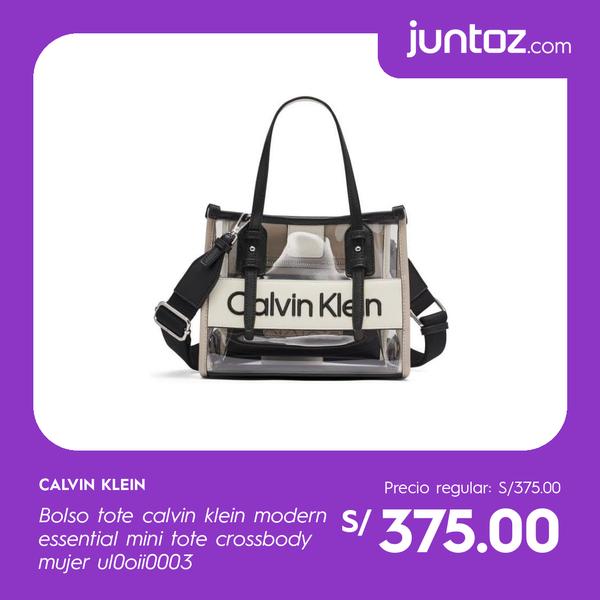 juntoz.com
Calvin Klein
CALVIN KLEIN
Bolso tote calvin klein modern
essential mini tote crossbody
mujer ul0oii0003
Precio regular: S/375.00
S/ 375.00